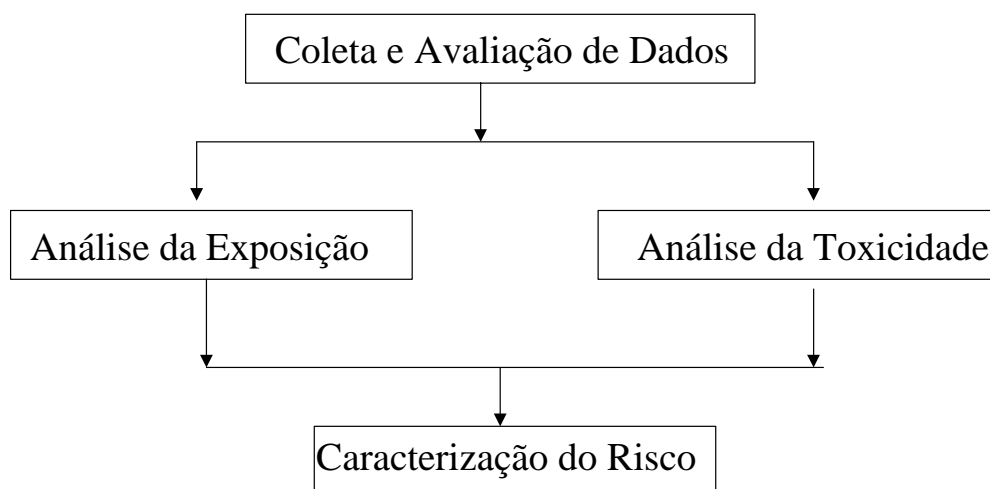 Coleta e Avaliação de Dados
Análise da Exposição
Análise da Toxicidade
Caracterização do Risco